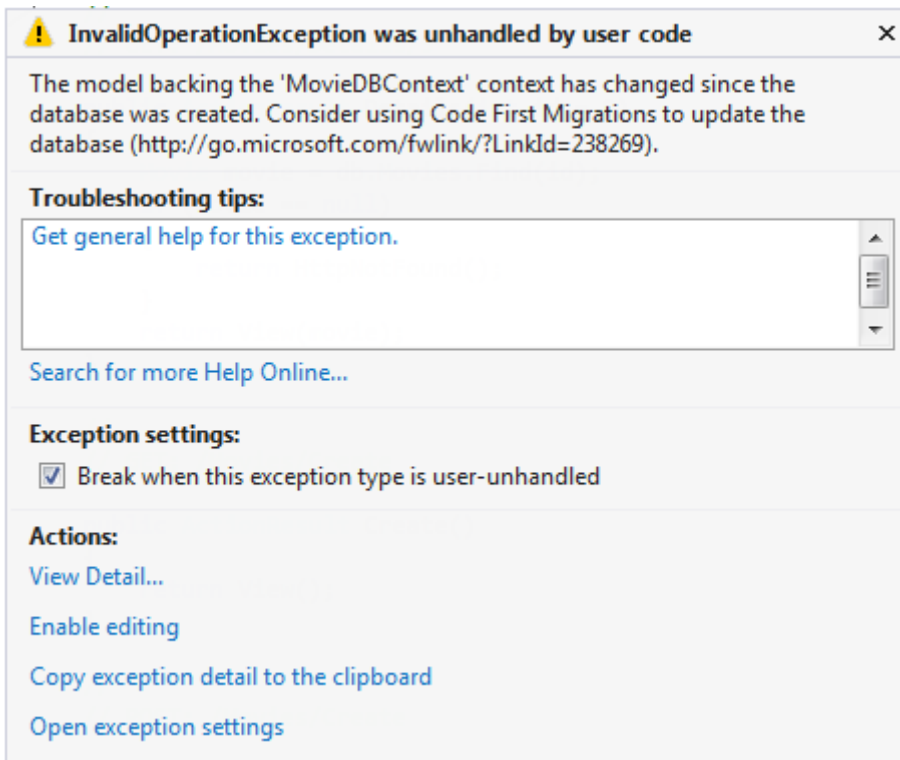 InvalidOperationException was unhandled by user code
The model backing the 'MovieDBContext' context has changed since the
database was created. Consider using Code First Migrations to update the
database (http://go.microsoft.com/fwlink/?LinkId=238269).
Troubleshooting tips:
Get general help for this exception.
Search for more Help Online...
Exception settings:
Break when this exception type is user-unhandled
Actions:
View Detail...
Enable editing
Copy exception detail to the clipboard
Open exception settings